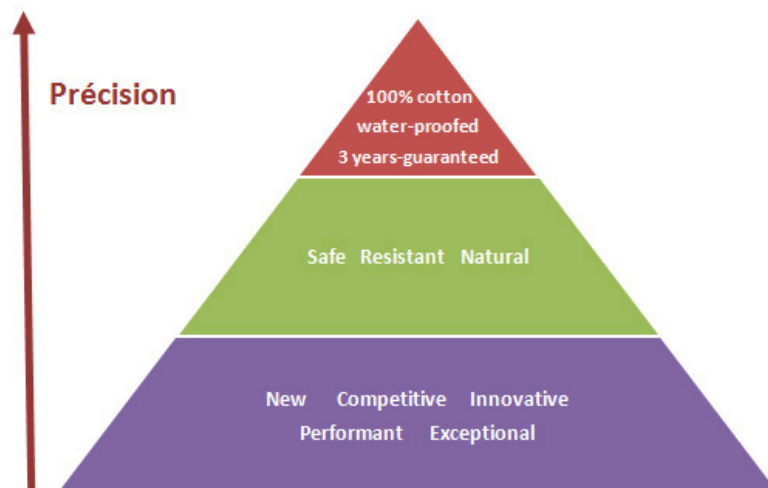 Précision
100% cotton
water-proofed
3 years-guaranteed
Safe Resistant Natural
New Competitive Innovative
Performant Exceptional